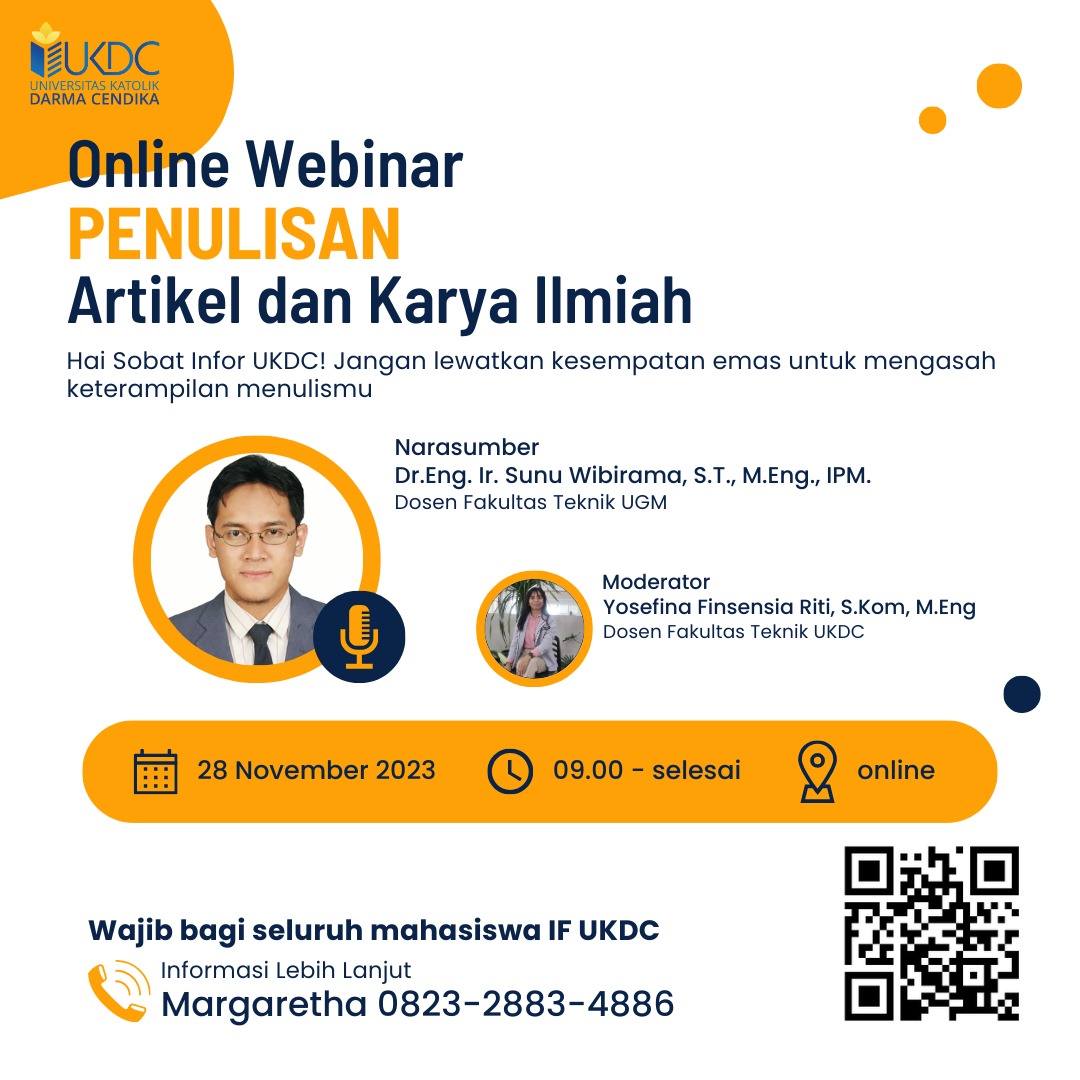 UKDC
UNIVERSITAS KATOLIK
DARMA CENDIKA
Online Webinar
PENULISAN
Artikel dan Karya Ilmiah
Hai Sobat Infor UKDC! Jangan lewatkan kesempatan emas untuk mengasah
keterampilan menulismu
Narasumber
Dr.Eng. Ir. Sunu Wibirama, S.T., M.Eng., IPM.
Dosen Fakultas Teknik UGM
Moderator
Yosefina Finsensia Riti, S.Kom, M.Eng
Dosen Fakultas Teknik UKDC
28 November 2023
09.00 - selesai
online
Wajib bagi seluruh mahasiswa IF UKDC
Informasi Lebih Lanjut
Margaretha 0823-2883-4886